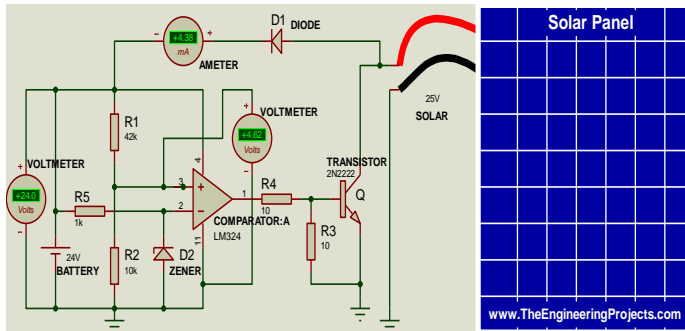 D1
DIODE
+4.38
mA
AMETER
-
+
Solar Panel
R1
42k
+
VOLTMETER
+4.62
Volts
-
25V
SOLAR
+
VOLTMETER
+24.0
Volts
-
R5
1k
3
2
4
11
1
+
−
COMPARATOR:A
LM324
R4
10
TRANSISTOR
2N2222
Q
24V
BATTERY
R2
10k
D2
ZENER
R3
10
www.TheEngineeringProjects.com